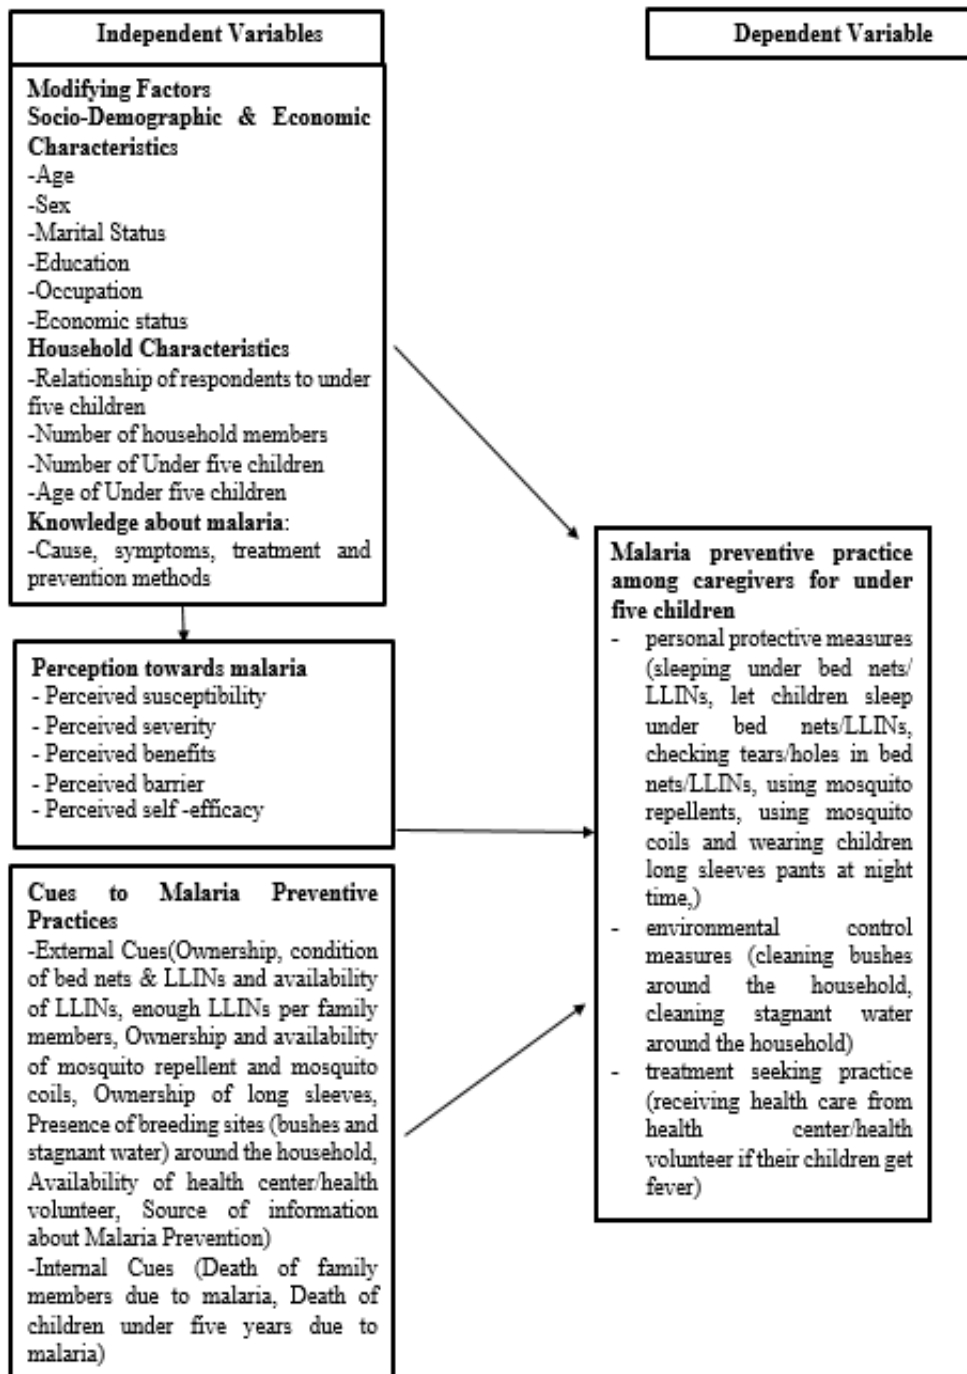 Independent Variables
Dependent Variable
Modifying Factors
Socio-Demographic & Economic
Characteristics
-Age
-Sex
-Marital Status
-Education
-Occupation
-Economic status
Household Characteristics
-Relationship of respondents to under
five children
-Number of household members
-Number of Under five children
-Age of Under five children
Knowledge about malaria:
-Cause, symptoms, treatment and
prevention methods
Perception towards malaria
- Perceived susceptibility
- Perceived severity
- Perceived benefits
- Perceived barrier
- Perceived self -efficacy
Cues to Malaria Preventive
Practices
-External Cues(Ownership, condition
of bed nets & LLINs and availability
of LLINs, enough LLINs per family
members, Ownership and availability
of mosquito repellent and mosquito
coils, Ownership of long sleeves,
Presence of breeding sites (bushes and
stagnant water) around the household,
Availability of health center/health
volunteer, Source of information
about Malaria Prevention)
-Internal Cues (Death of family
members due to malaria, Death of
children under five years due to
malaria)
Malaria preventive practice
among caregivers for under
five children
- personal protective measures
(sleeping under bed nets/
LLINs, let children sleep
under bed nets/LLINs,
checking tears/holes in bed
nets/LLINs, using mosquito
repellents, using mosquito
coils and wearing children
long sleeves pants at night
time,)
- environmental control
measures (cleaning bushes
around the household,
cleaning stagnant water
around the household)
- treatment seeking practice
(receiving health care from
health center/health
volunteer if their children get
fever)